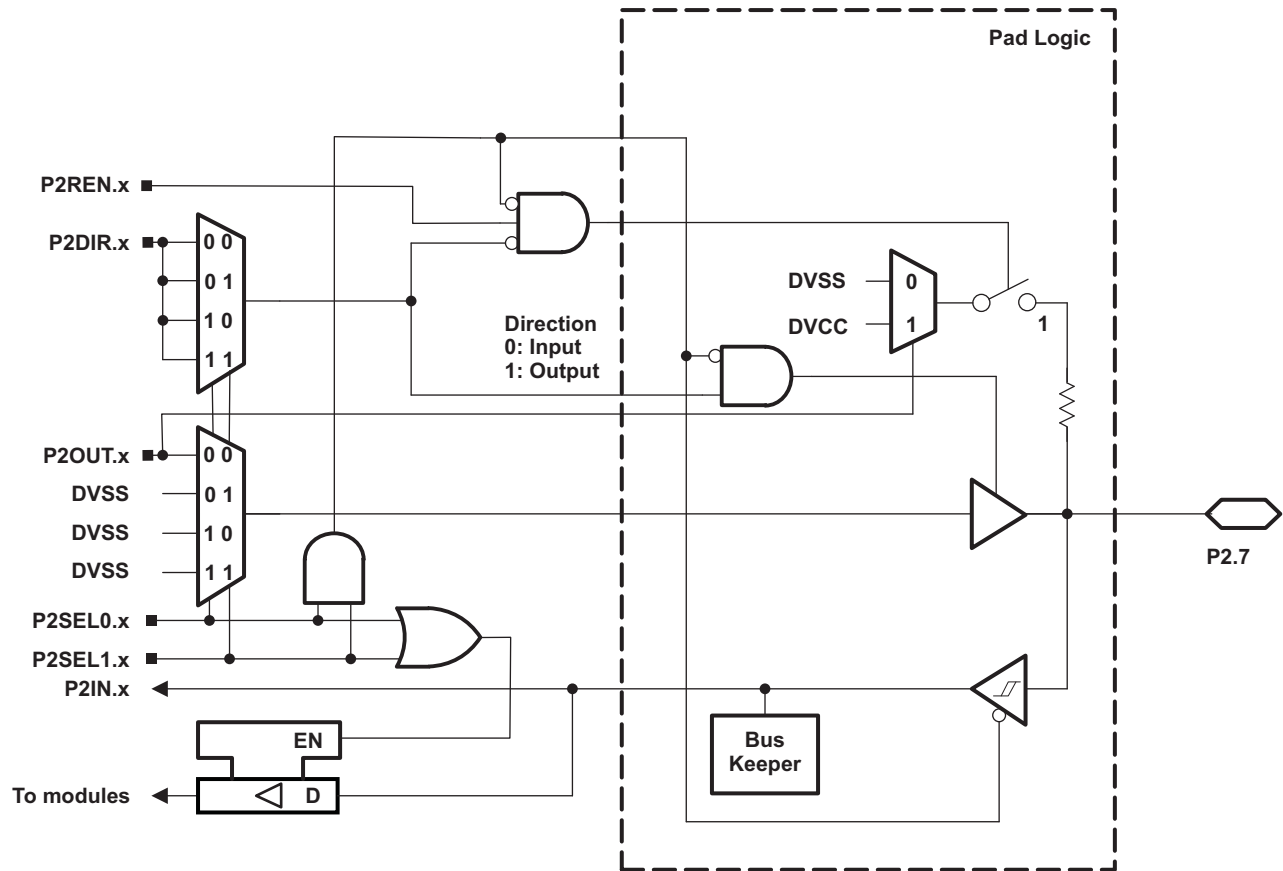 Pad Logic
P2REN.x
P2DIR.x
0 0
0 1
1 0
1 1
Direction
0: Input
1: Output
DVSS
DVCC
0
1
1
P2OUT.x
DVSS
DVSS
DVSS
0 0
0 1
1 0
1 1
P2.7
P2SEL0.x
P2SEL1.x
P2IN.x
EN
D
Bus
Keeper
To modules